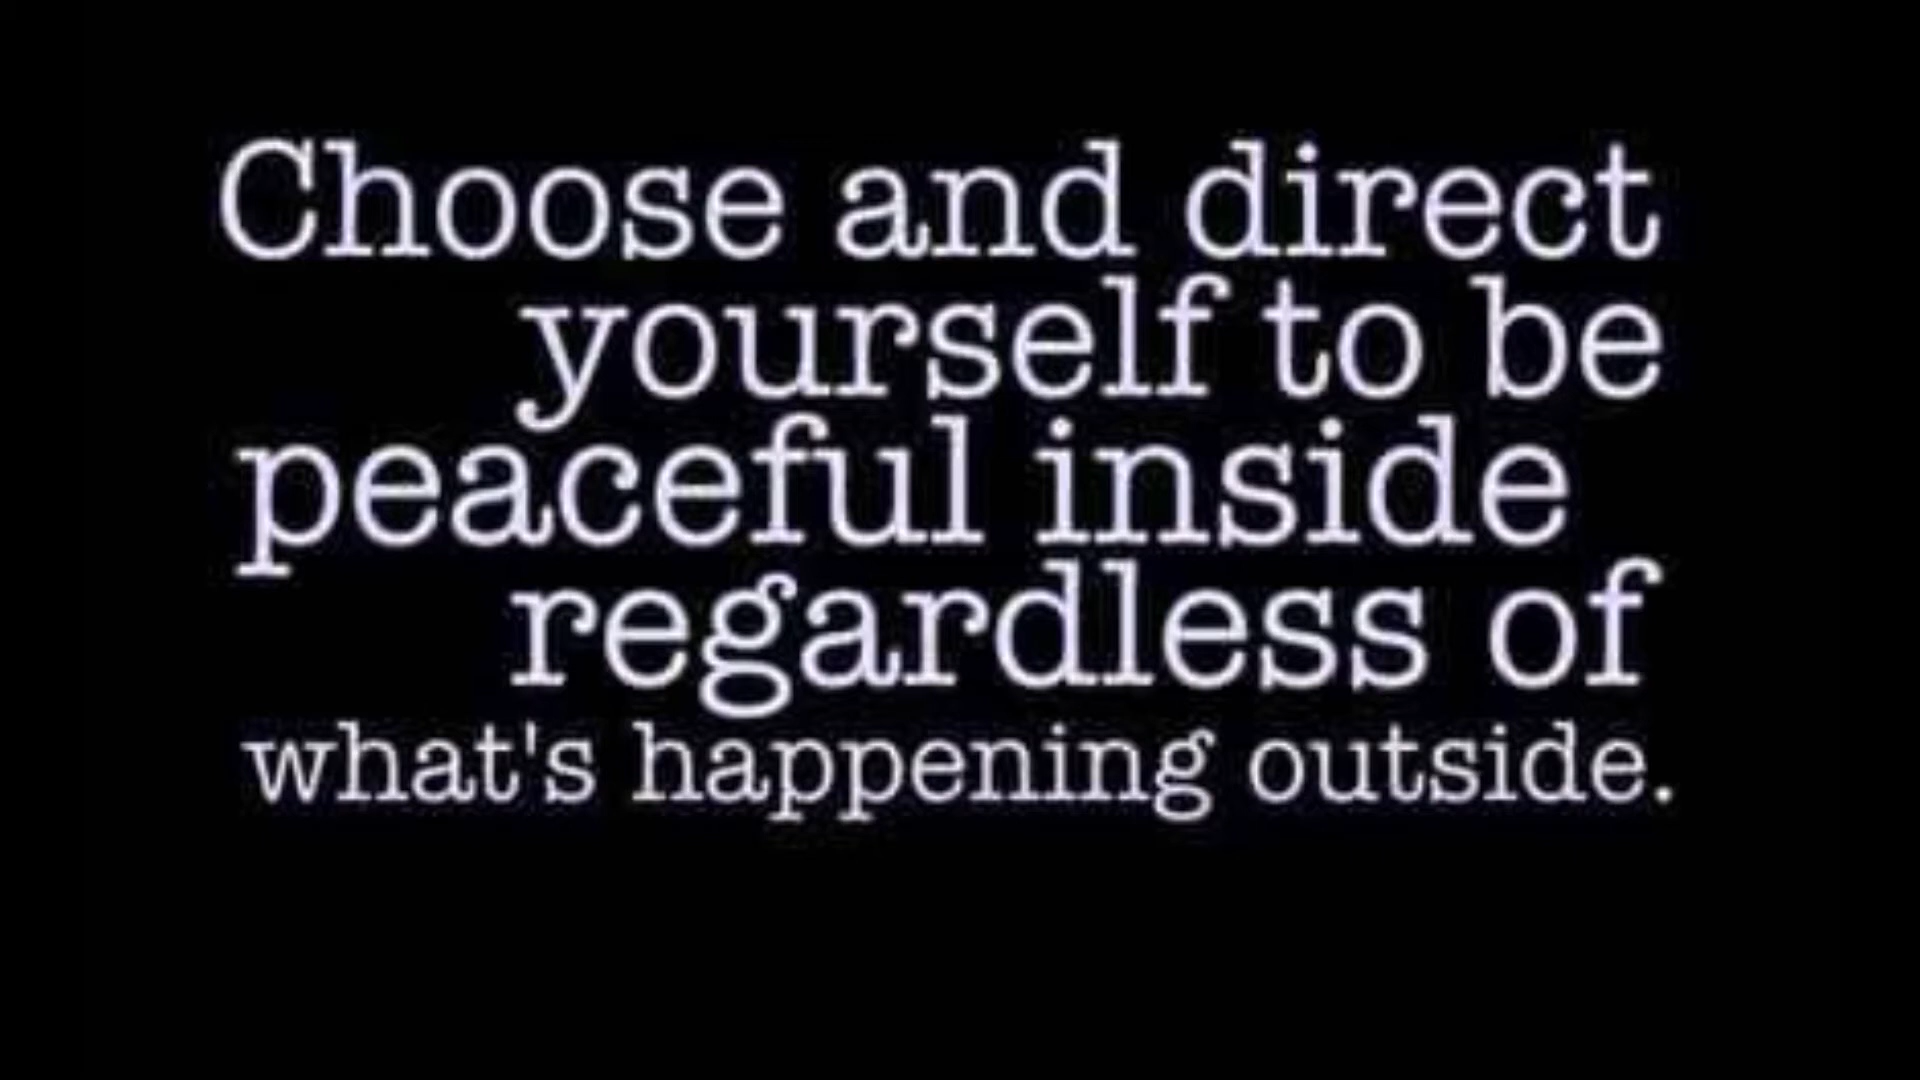 Choose and direct
yourself to be
peaceful inside
regardless of
what's happening outside.